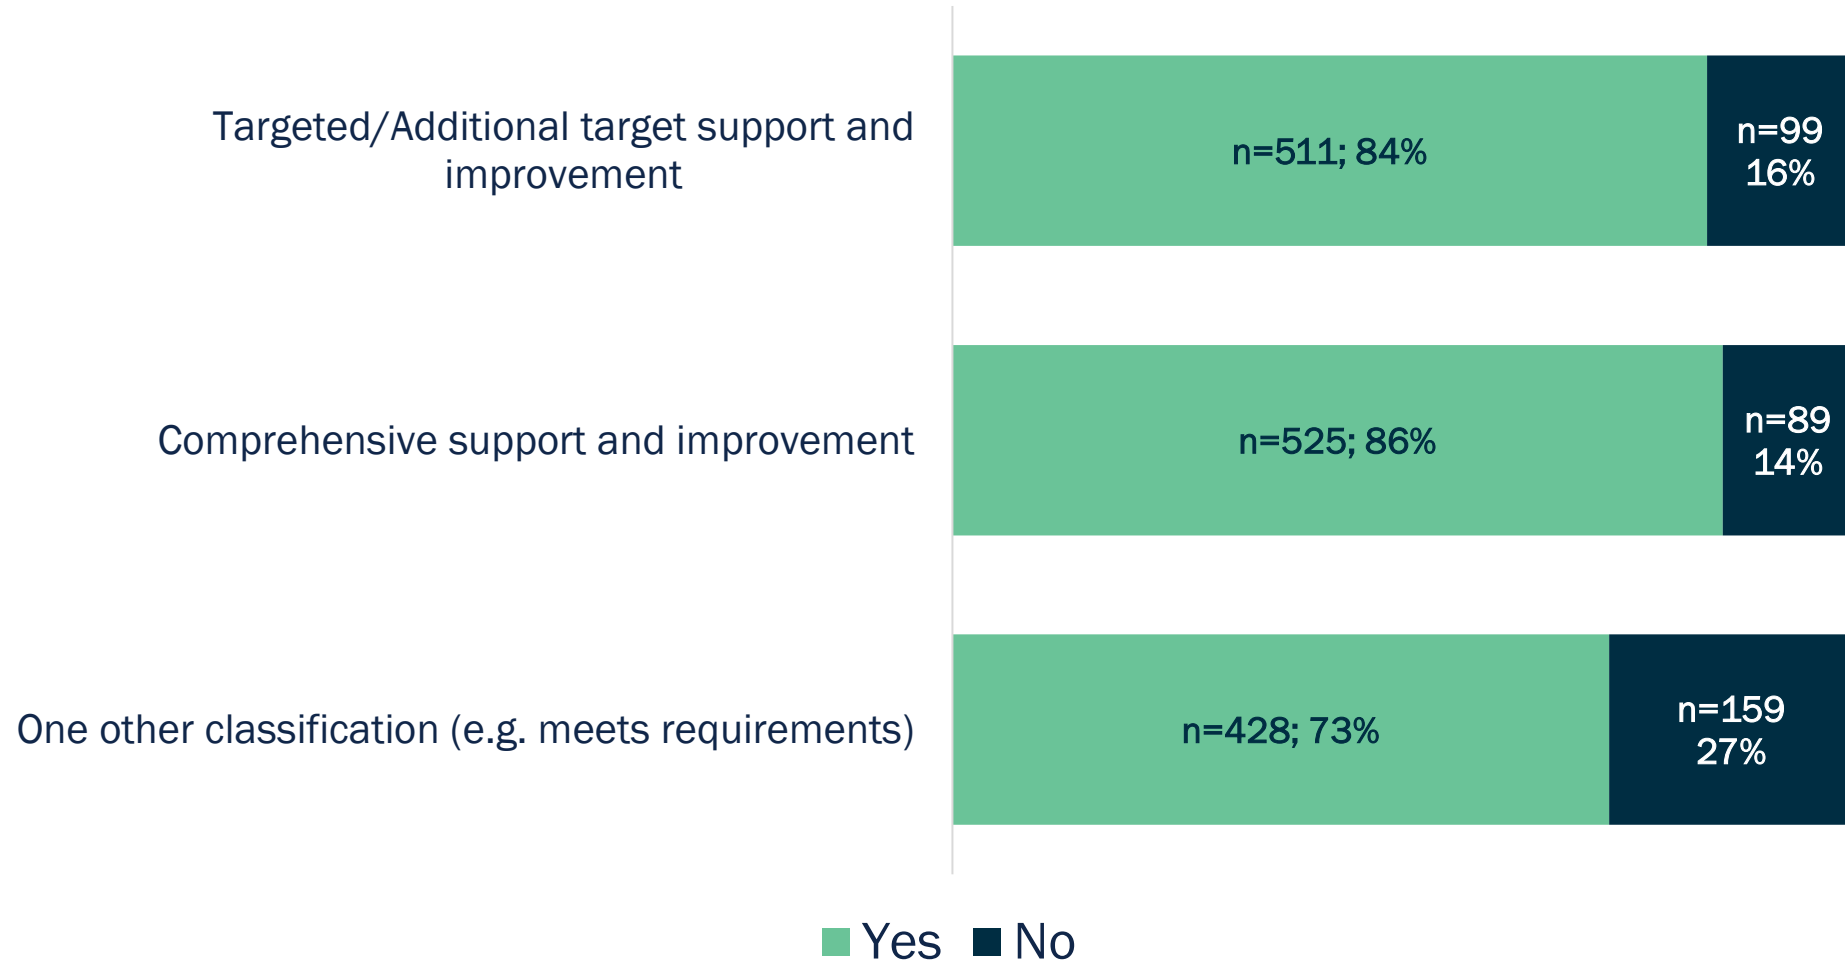 Targeted/Additional target support and
improvement
n=511; 84%
n=99
16%
Comprehensive support and improvement
n=525; 86%
n=89
14%
One other classification (e.g. meets requirements)
n=428; 73%
n=159
27%
Yes No